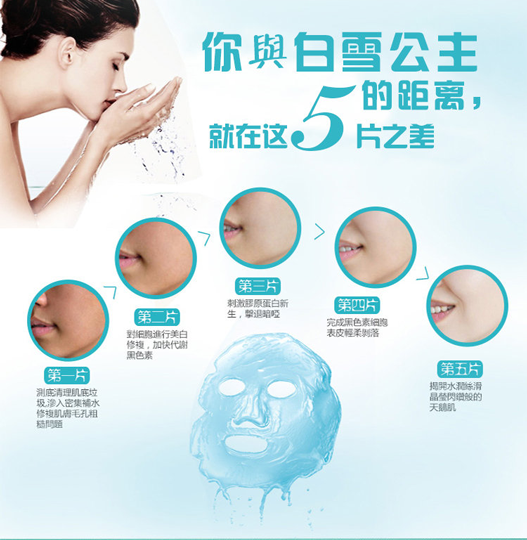 你與白雪公主
的距离，
就在这5片之差
第一片
測底清理肌底垃
圾,滲入密集補水
修複肌膚毛孔粗
糙問題
第二片
對細胞進行美白
修複，加快代謝
黑色素
第三片
刺激膠原蛋白新
生，擊退暗啞
第四片
完成黑色素細胞
表皮輕柔剝落
第五片
揭開水潤絲滑
晶瑩閃鑽般的
天鵝肌